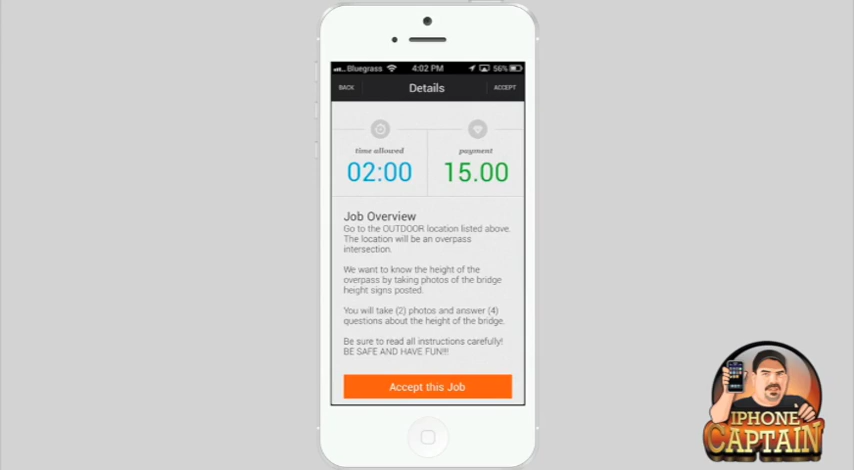 Bluegrass 4:02 PM 56%
BACK Details ACCEPT
time allowed payment
02:00 15.00
Job Overview
Go to the OUTDOOR location listed above.
The location will be an overpass
intersection.
We want to know the height of the
overpass by taking photos of the bridge
height signs posted.
You will take (2) photos and answer (4)
questions about the height of the bridge.
Be sure to read all instructions carefully!
BE SAFE AND HAVE FUN!!!
Accept this Job
IPHONE
CAPTAIN